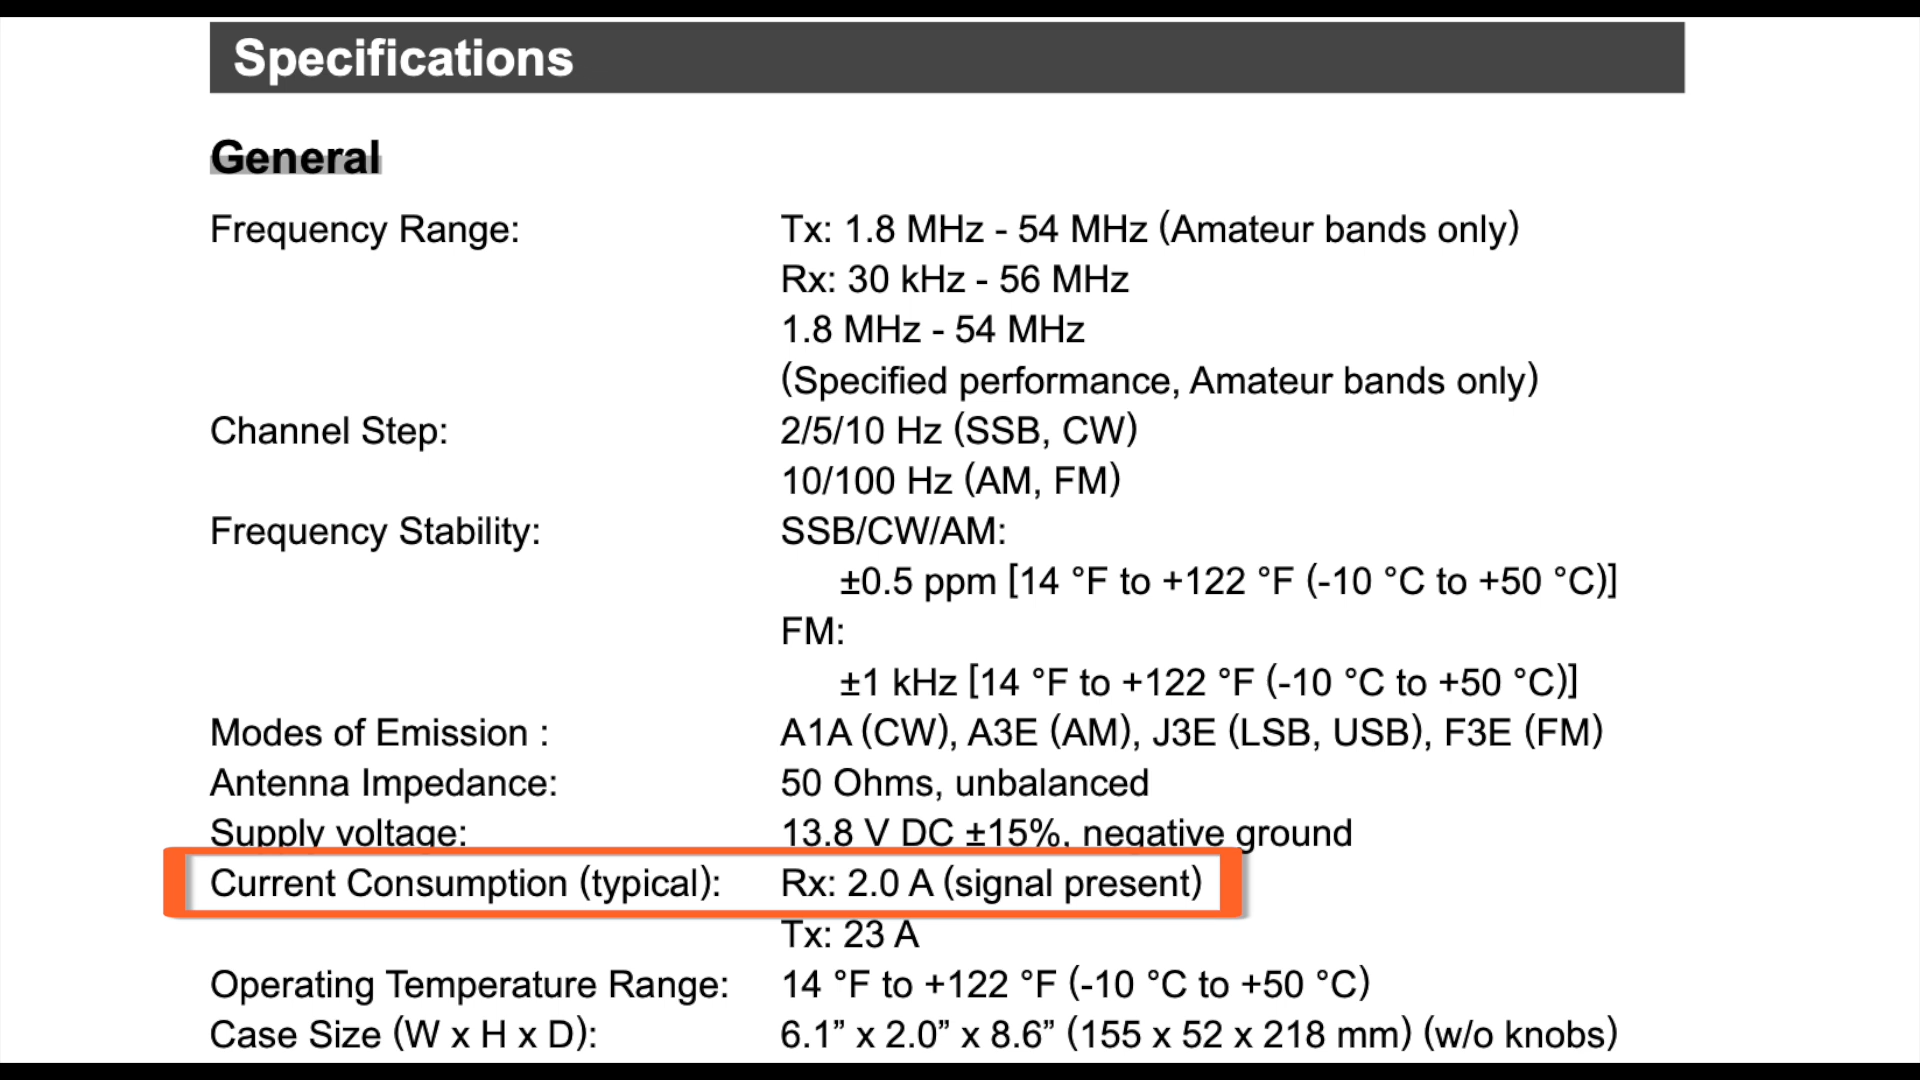 Specifications
General
Frequency Range: Tx: 1.8 MHz - 54 MHz (Amateur bands only)
Rx: 30 kHz - 56 MHz
1.8 MHz - 54 MHz
(Specified performance, Amateur bands only)
Channel Step: 2/5/10 Hz (SSB, CW)
10/100 Hz (AM, FM)
Frequency Stability: SSB/CW/AM:
±0.5 ppm [14 °F to +122 °F (-10 °C to +50 °C)]
FM:
±1 kHz [14 °F to +122 °F (-10 °C to +50 °C)]
Modes of Emission : A1A (CW), A3E (AM), J3E (LSB, USB), F3E (FM)
Antenna Impedance: 50 Ohms, unbalanced
Supply voltage: 13.8 V DC ±15%, negative ground
Current Consumption (typical): Rx: 2.0 A (signal present)
Tx: 23 A
Operating Temperature Range: 14 °F to +122 °F (-10 °C to +50 °C)
Case Size (W x H x D): 6.1” x 2.0” x 8.6” (155 x 52 x 218 mm) (w/o knobs)